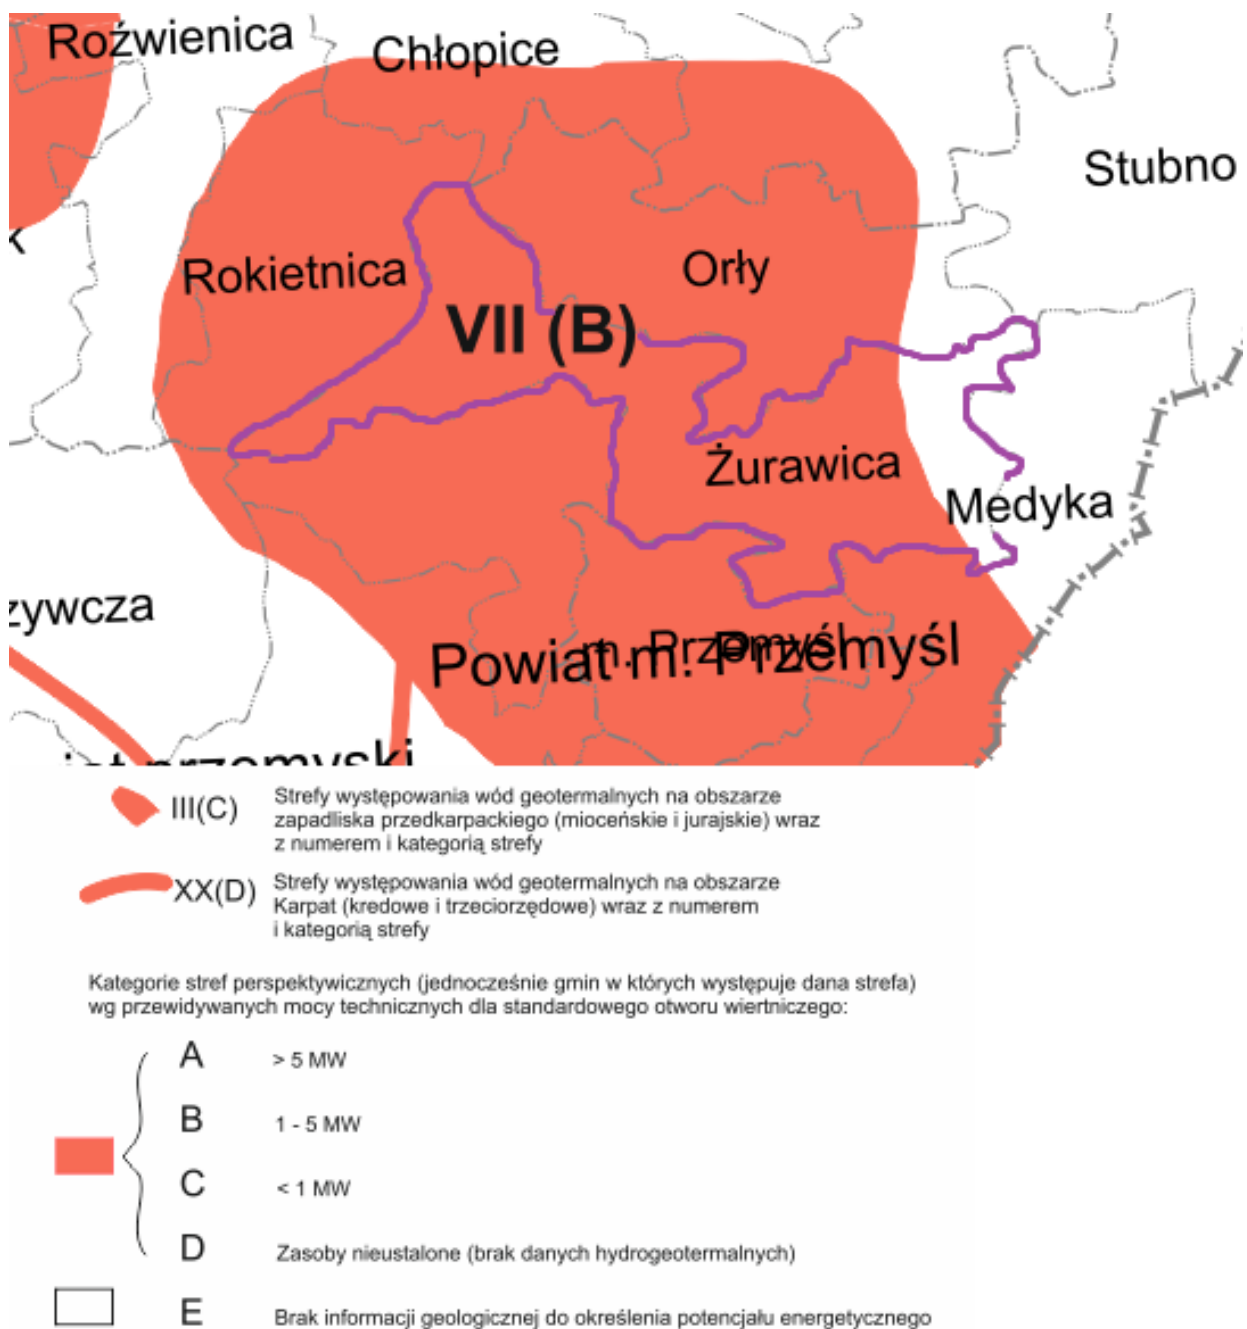 Roźwienica
Chłopice
Stubno
Rokietnica
Orły
VII (B)
Żurawica
Medyka
zywcza
m. Przemyśl
Powiat m. Przemyśl
III(C)
Strefy występowania wód geotermalnych na obszarze
zapadliska przedkarpackiego (mioceńskie i jurajskie) wraz
z numerem i kategorią strefy
XX(D)
Strefy występowania wód geotermalnych na obszarze
Karpat (kredowe i trzeciorzędowe) wraz z numerem
i kategorią strefy
Kategorie stref perspektywicznych (jednocześnie gmin w których występuje dana strefa)
wg przewidywanych mocy technicznych dla standardowego otworu wiertniczego:
A > 5 MW
B 1 - 5 MW
C < 1 MW
D Zasoby nieustalone (brak danych hydrogeotermalnych)
E Brak informacji geologicznej do określenia potencjału energetycznego